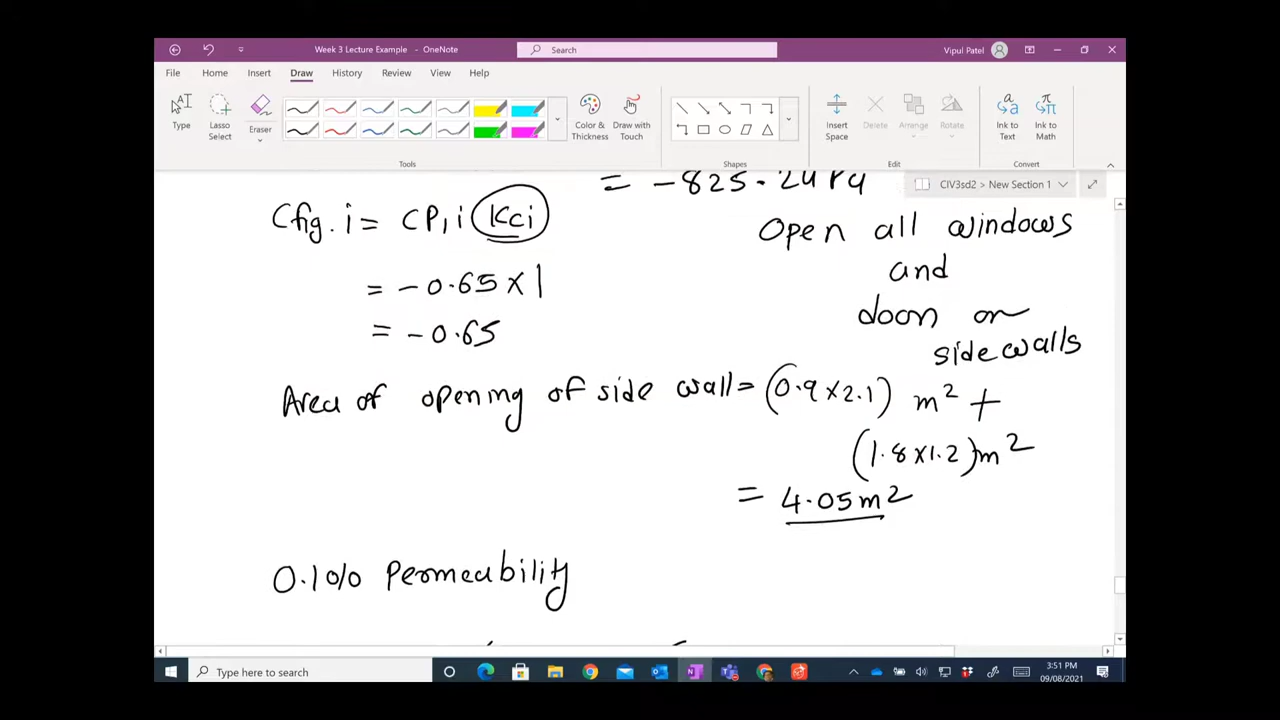 Week 3 Lecture Example - OneNote
Search
Vipul Patel
File Home Insert Draw History Review View Help
Type
Lasso Select
Eraser
Color & Thickness
Draw with Touch
Insert Space
Delete
Arrange
Rotate
Ink to Text
Ink to Math
Tools
Shapes
Edit
Convert
= -825.24Pa
CIV3sd2 > New Section 1
Cfig.i = CP,i Kci
Open all windows
and
= -0.65 × 1
door on
= -0.65
side walls
Area of opening of side wall = (0.9 × 2.1) m2 +
(1.8 × 1.2) m2
= 4.05 m2
0.1% Permeability
Type here to search
3:51 PM
09/08/2021